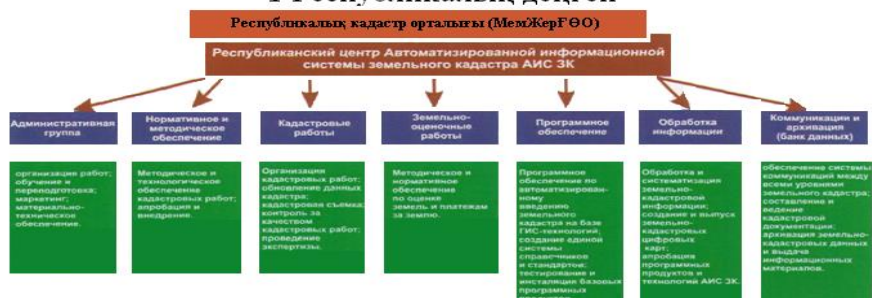 1 Республикалық деңгей
Республикалық кадастр орталығы (МемЖерҒӨО)
Республиканский центр Автоматизированной информационной
системы земельного кадастра АИС ЗК
Административная
группа
организация работ;
обучение и
переподготовка;
маркетинг;
материально-
техническое
обеспечение.
Нормативное и
методическое
обеспечение
Методическое и
технологическое
обеспечение
кадастровых работ;
апробация и
внедрение.
Кадастровые
работы
Организация
кадастровых работ;
обновление данных
кадастра;
кадастровая съемка;
контроль за
качеством
кадастровых работ;
проведение
экспертизы.
Земельно-
оценочные
работы
Методическое и
нормативное
обеспечение
по оценке
земель и платежам
за землю.
Программное
обеспечение
Программное
обеспечение по
автоматизирован-
ному
введению
земельного
кадастра на базе
ГИС-технологий;
создание единой
системы
справочников
и стандартов;
тестирование и
инсталяция базовых
программных
Обработка
информации
Обработка и
систематизация
земельно-
кадастровой
информации;
создание и выпуск
земельно-
кадастровых
цифровых
карт;
апробация
программных
продуктов и
технологий АИС ЗК.
Коммуникации и
архивация
(банк данных)
обеспечение системы
коммуникаций между
всеми уровнями
земельного кадастра;
составление и
ведение
кадастровой
документации;
архивация земельно-
кадастровых данных
и выдача
информационных
материалов.